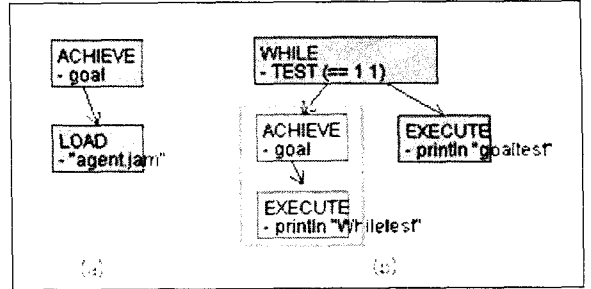 ACHIEVE
- goal
LOAD
- "agent.jam"
WHILE
- TEST (== 1 1)
ACHIEVE
- goal
EXECUTE
- println "Whiletest"
EXECUTE
- println "goaltest"
(a)